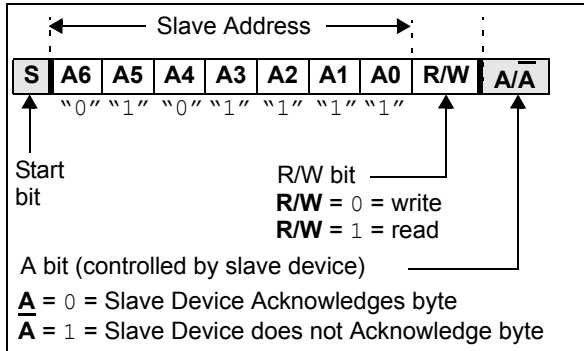 Slave Address
S A6 A5 A4 A3 A2 A1 A0 R/W A/A̅
“0” “1” “0” “1” “1” “1” “1”
Start
bit
R/W bit
R/W = 0 = write
R/W = 1 = read
A bit (controlled by slave device)
A = 0 = Slave Device Acknowledges byte
A̅ = 1 = Slave Device does not Acknowledge byte